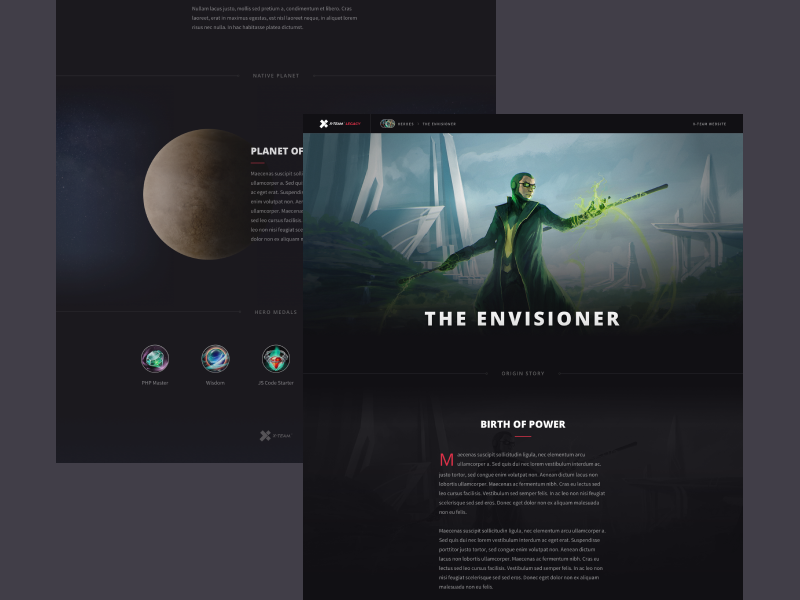 Nullam lacus justo, mollis sed pretium a, condimentum et libero. Cras
laoreet, erat in maximus egestas, est nisl laoreet neque, in aliquet lorem
risus nec nulla. In hac habitasse platea dictumst.
NATIVE PLANET
PLANET OF
Maecenas suscipit soll
ullamcorper a. Sed qui
ac eget erat. Suspendis
enim volutpat non. Aen
ullamcorper. Maecenas
sed leo cursus facilisis.
leo non nisi feugiat sus
dolor non ex aliquam m
HERO MEDALS
PHP Master
Wisdom
JS Code Starter
X-TEAM
X-TEAM LEGACY
HEROES
THE ENVISIONER
X-TEAM WEBSITE
THE ENVISIONER
ORIGIN STORY
BIRTH OF POWER
Maecenas suscipit sollicitudin ligula, nec elementum arcu
ullamcorper a. Sed quis dui nec lorem vestibulum interdum ac.
justo tortor, sed congue enim volutpat non. Aenean dictum lacus non
lobortis ullamcorper. Maecenas ac fermentum nibh. Cras eu lectus sed
leo cursus facilisis. Vestibulum sed semper felis. In ac leo non nisi feugiat
scelerisque sed sed eros. Donec eget dolor non ex aliquam malesuada
non eu felis.
Maecenas suscipit sollicitudin ligula, nec elementum arcu ullamcorper a.
Sed quis dui nec lorem vestibulum interdum ac eget erat. Suspendisse
porttitor justo tortor, sed congue enim volutpat non. Aenean dictum
lacus non lobortis ullamcorper. Maecenas ac fermentum nibh. Cras eu
lectus sed leo cursus facilisis. Vestibulum sed semper felis. In ac leo non
nisi feugiat scelerisque sed sed eros. Donec eget dolor non ex aliquam
malesuada non eu felis.